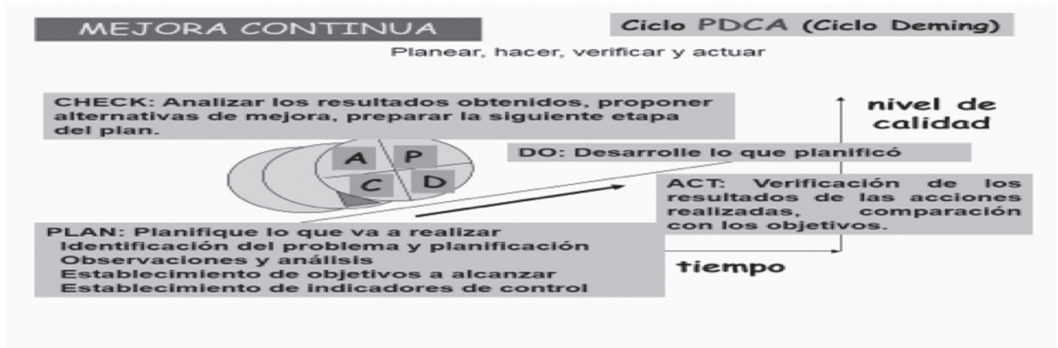 MEJORA CONTINUA
Ciclo PDCA (Ciclo Deming)
Planear, hacer, verificar y actuar
CHECK: Analizar los resultados obtenidos, proponer
alternativas de mejora, preparar la siguiente etapa
del plan.
nivel de
calidad
A P
C D
DO: Desarrolle lo que planificó
ACT: Verificación de los
resultados de las acciones
realizadas, comparación
con los objetivos.
PLAN: Planifique lo que va a realizar
Identificación del problema y planificación
Observaciones y análisis
Establecimiento de objetivos a alcanzar
Establecimiento de indicadores de control
tiempo